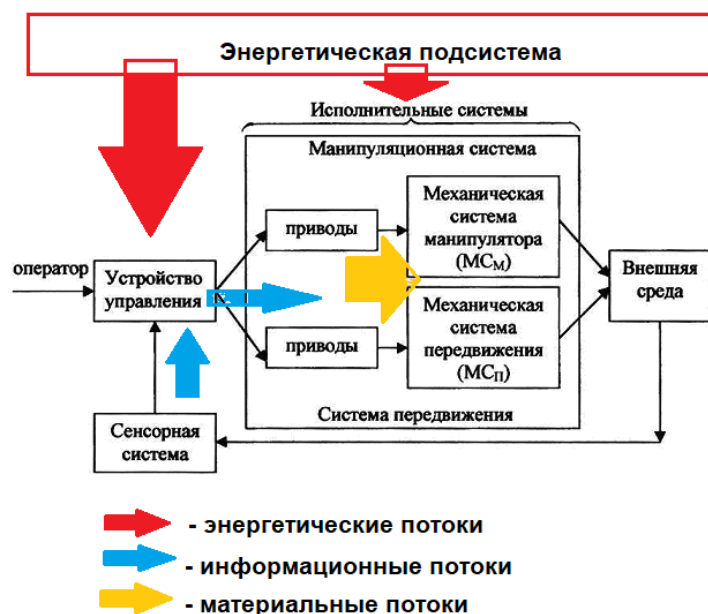 Энергетическая подсистема
Исполнительные системы
Манипуляционная система
приводы
Механическая
система
манипулятора
(МСМ)
оператор
Устройство
управления
Внешняя
среда
приводы
Механическая
система
передвижения
(МСП)
Система передвижения
Сенсорная
система
- энергетические потоки
- информационные потоки
- материальные потоки